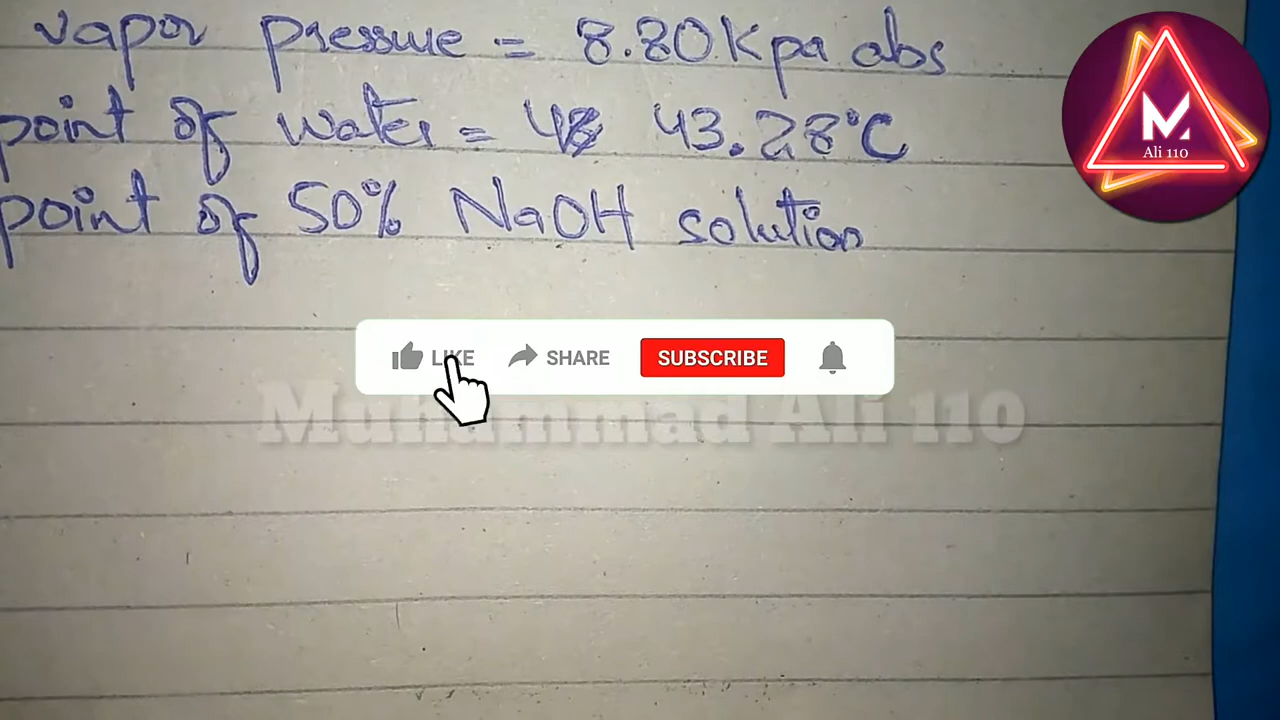 vapor pressure = 8.80 Kpa abs
point of water = 43.28°C
point of 50% NaOH solution
M.
Ali 110
LIKE SHARE SUBSCRIBE
Muhammad Ali 110